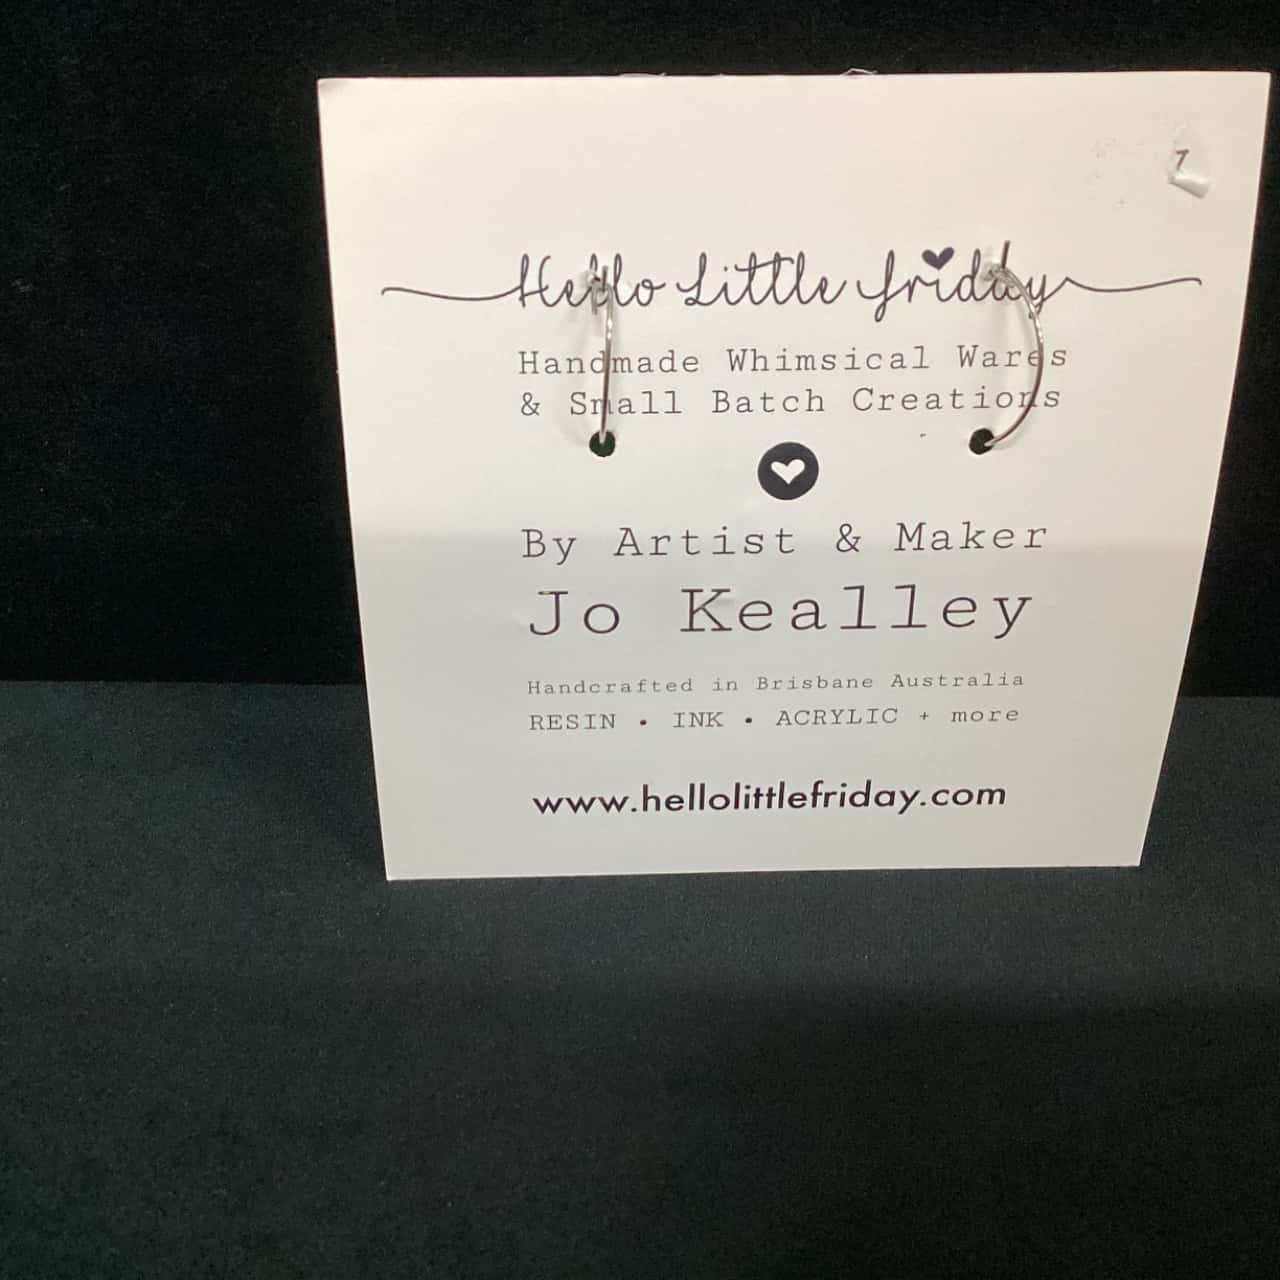 7
Hello Little Friday
Handmade Whimsical Wares
& Small Batch Creations
By Artist & Maker
Jo Kealley
Handcrafted in Brisbane Australia
RESIN • INK • ACRYLIC + more
www.hellolittlefriday.com